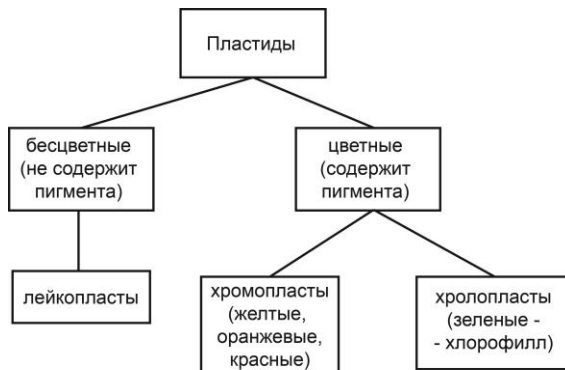 Пластиды
бесцветные
(не содержит
пигмента)
цветные
(содержит
пигмента)
лейкопласты
хромопласты
(желтые,
оранжевые,
красные)
хролопласты
(зеленые -
- хлорофилл)